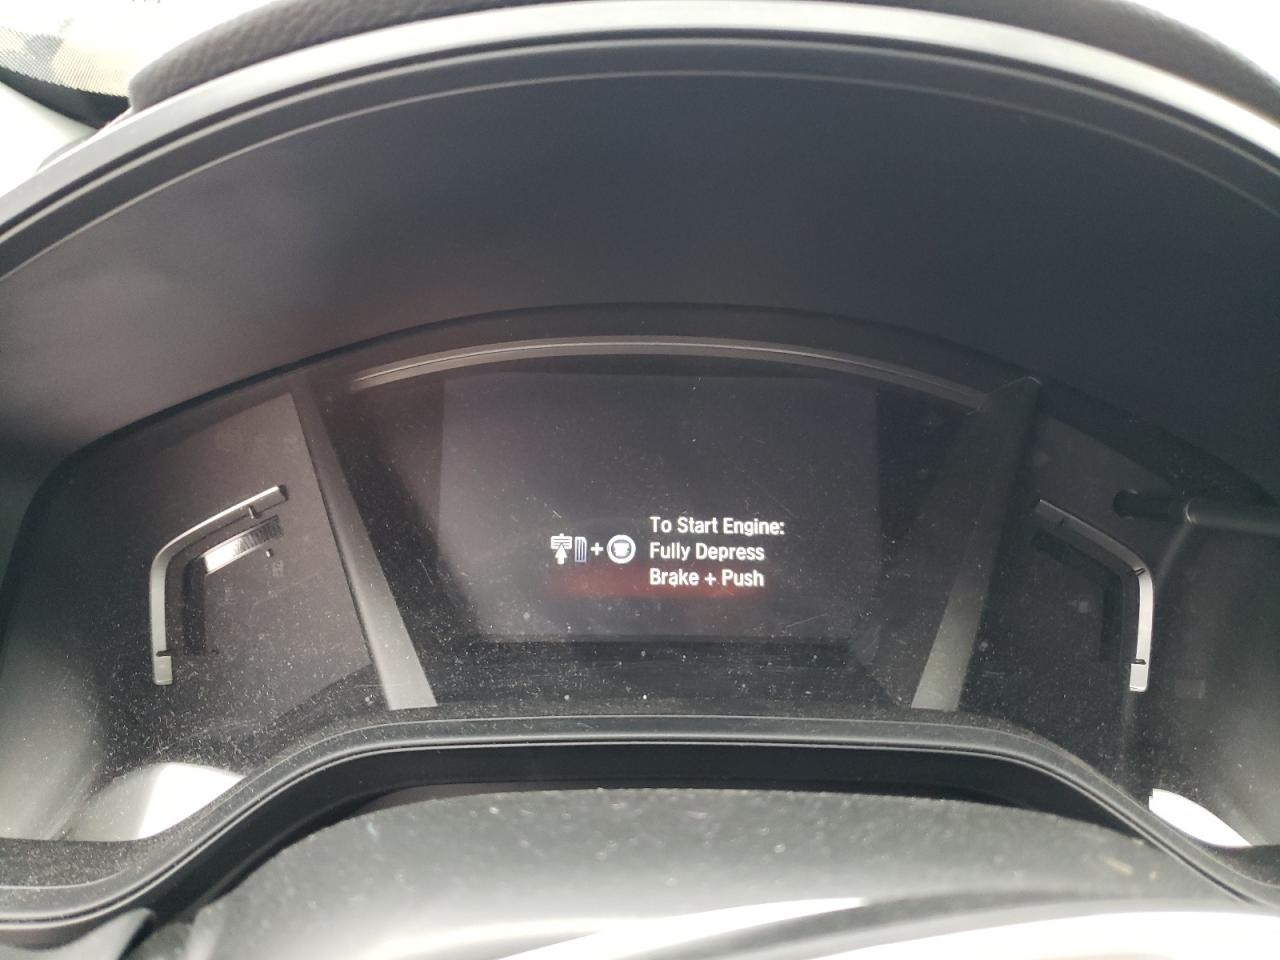 To Start Engine:
+ Fully Depress
Brake + Push